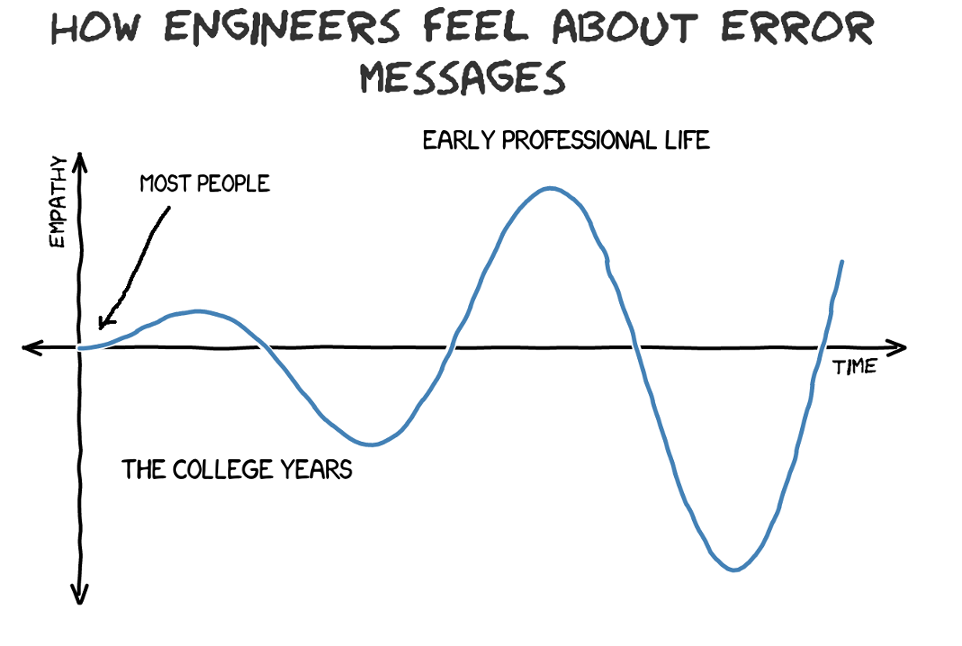 HOW ENGINEERS FEEL ABOUT ERROR
MESSAGES
EARLY PROFESSIONAL LIFE
MOST PEOPLE
EMPATHY
TIME
THE COLLEGE YEARS